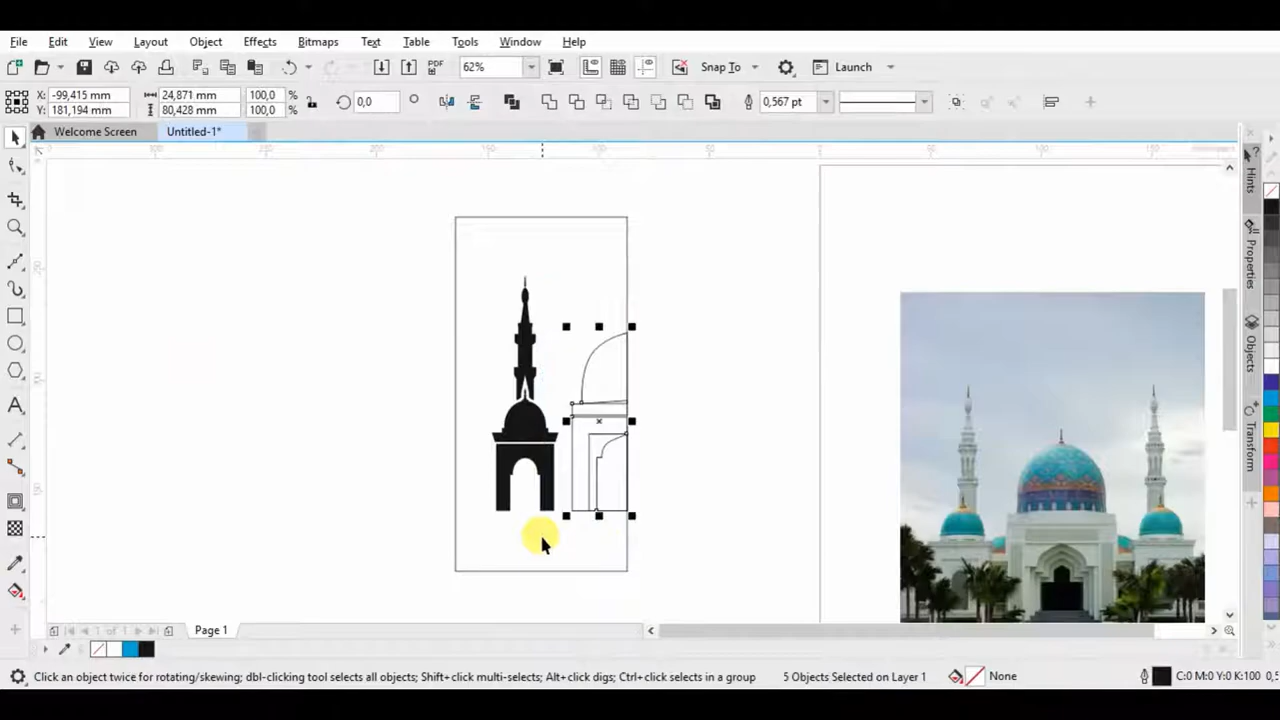 File Edit View Layout Object Effects Bitmaps Text Table Tools Window Help
PDF 62% Snap To Launch
X: -99,415 mm 24,871 mm 100,0 % 0,0 0,567 pt
Y: 181,194 mm 80,428 mm 100,0 %
Welcome Screen Untitled-1*
Hints
Properties
Objects
Transform
Page 1
Click an object twice for rotating/skewing; dbl-clicking tool selects all objects; Shift+click multi-selects; Alt+click digs; Ctrl+click selects in a group 5 Objects Selected on Layer 1 None C:0 M:0 Y:0 K:100 0,5